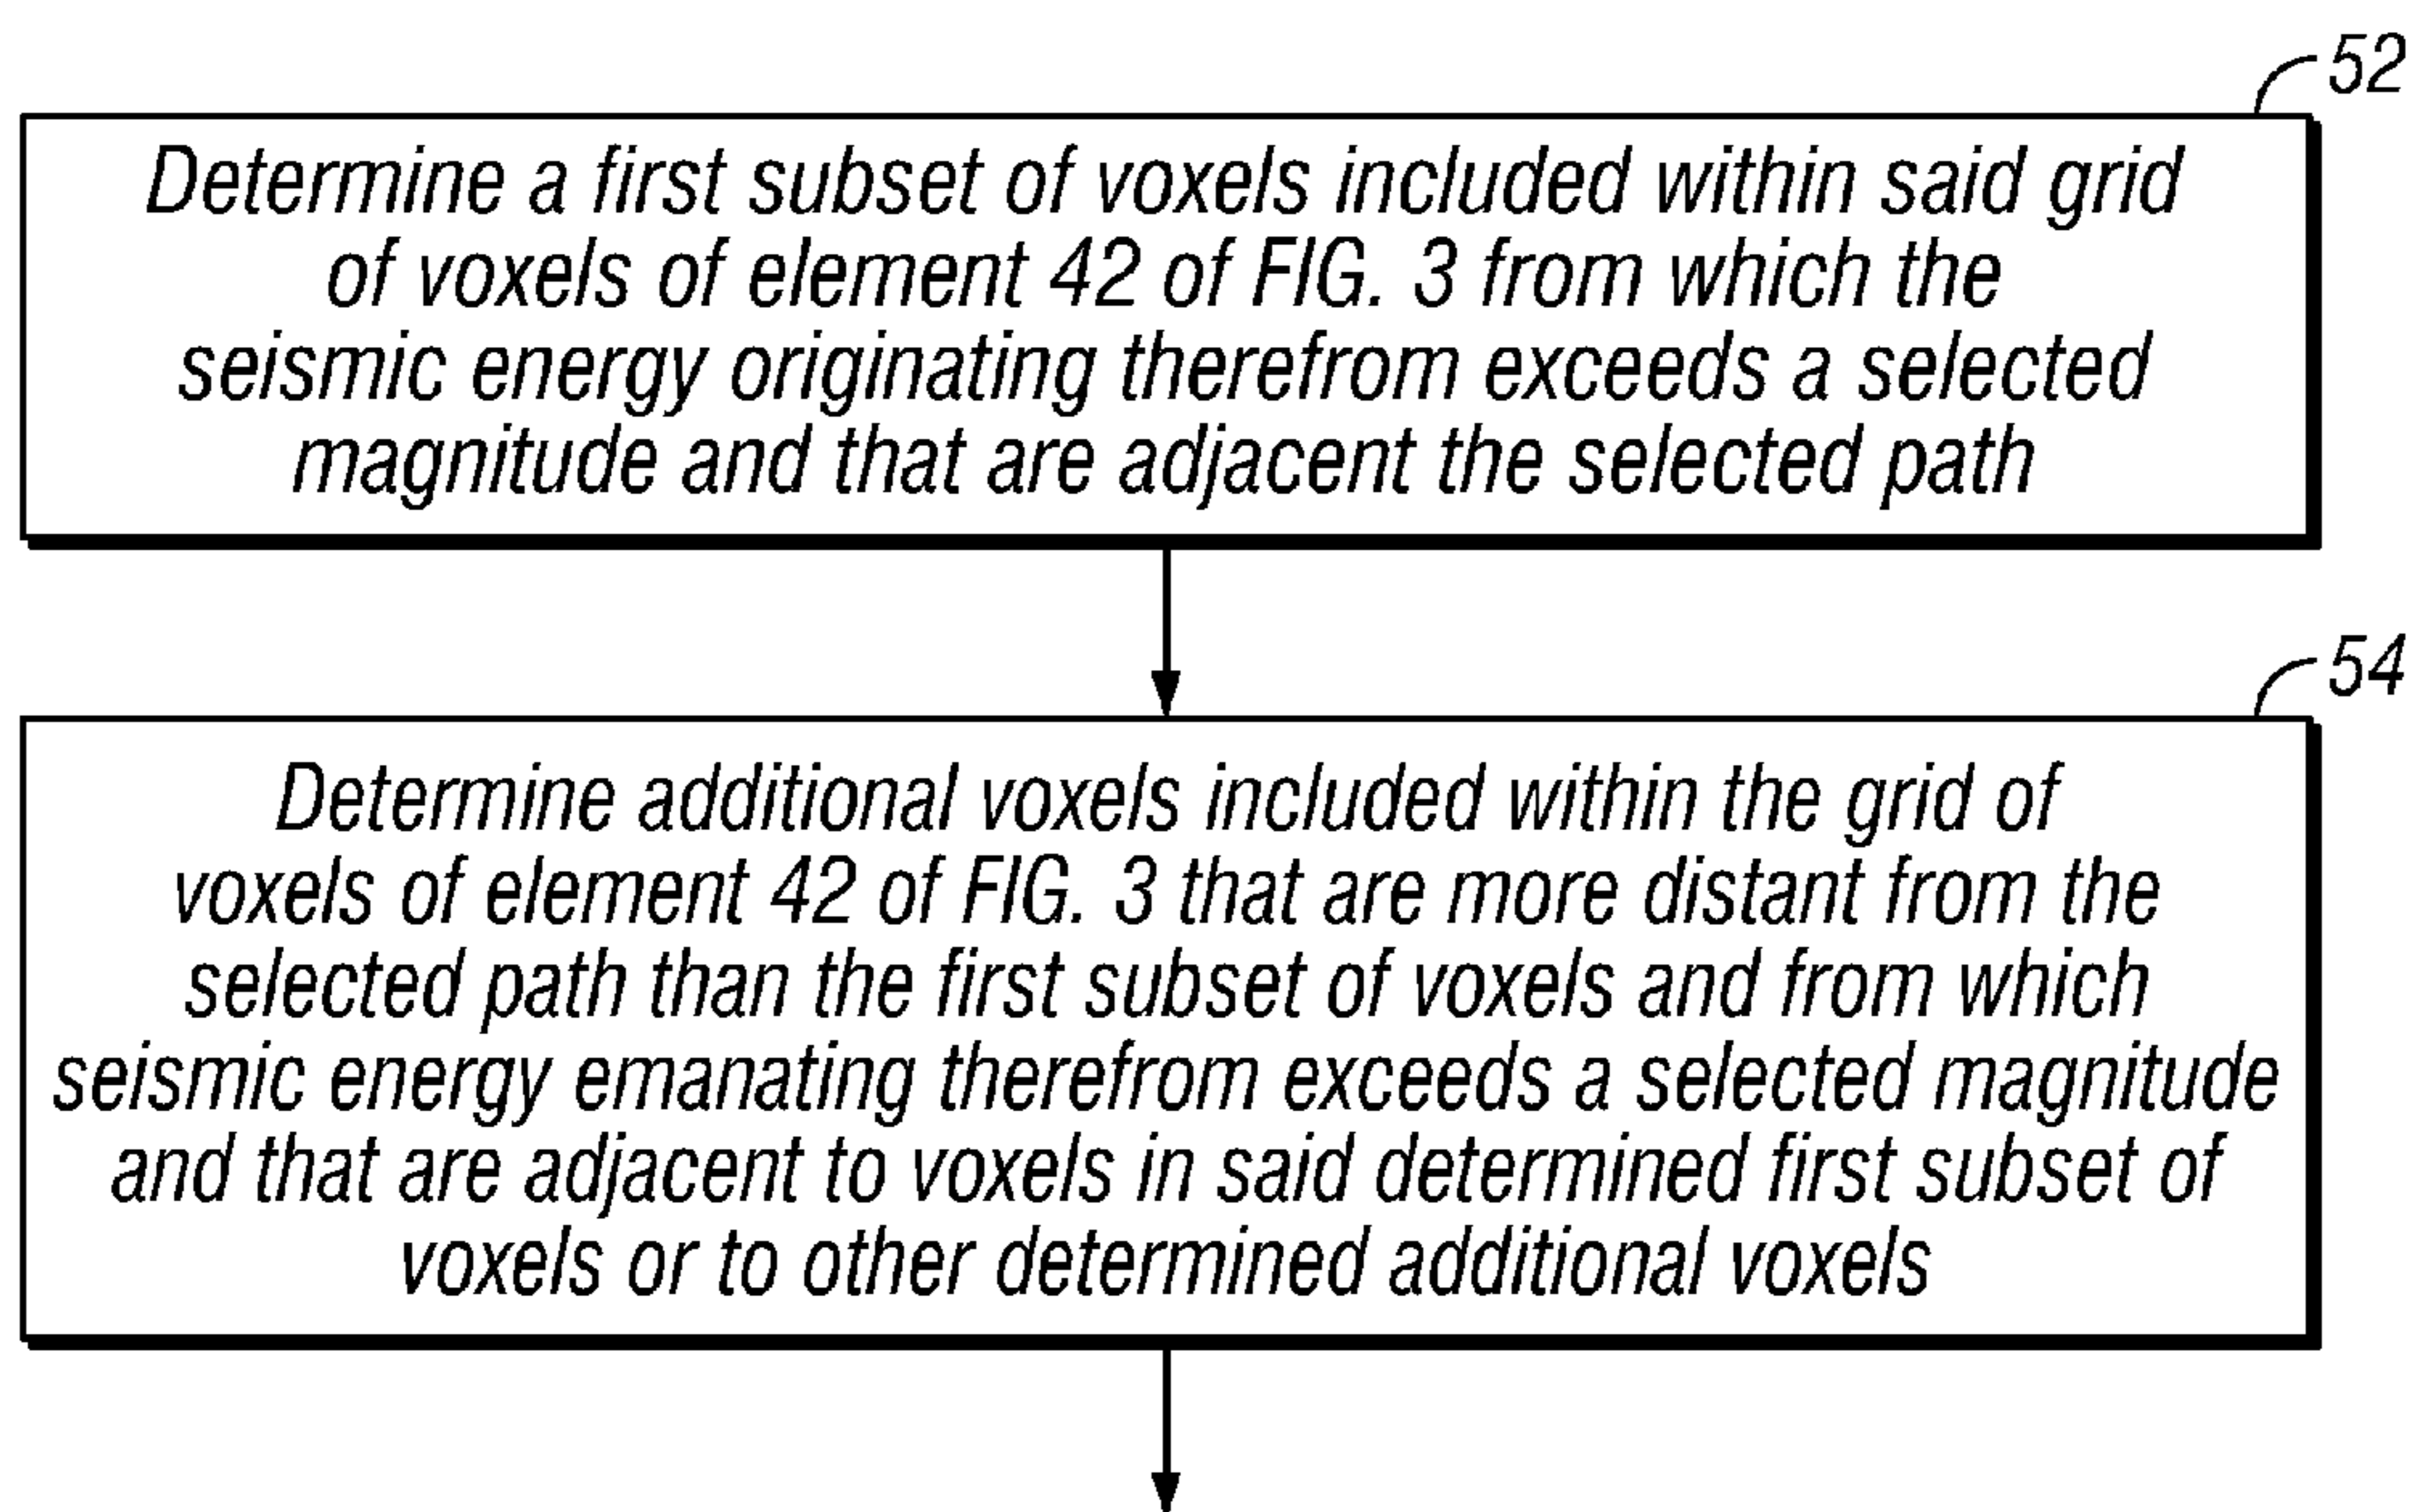 52
Determine a first subset of voxels included within said grid
of voxels of element 42 of FIG. 3 from which the
seismic energy originating therefrom exceeds a selected
magnitude and that are adjacent the selected path
54
Determine additional voxels included within the grid of
voxels of element 42 of FIG. 3 that are more distant from the
selected path than the first subset of voxels and from which
seismic energy emanating therefrom exceeds a selected magnitude
and that are adjacent to voxels in said determined first subset of
voxels or to other determined additional voxels